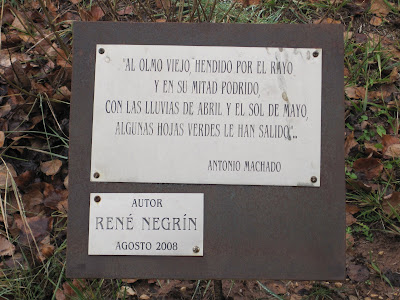 "AL OLMO VIEJO, HENDIDO POR EL RAYO
Y EN SU MITAD PODRIDO,
CON LAS LLUVIAS DE ABRIL Y EL SOL DE MAYO,
ALGUNAS HOJAS VERDES LE HAN SALIDO"...
ANTONIO MACHADO
AUTOR
RENÉ NEGRÍN
AGOSTO 2008